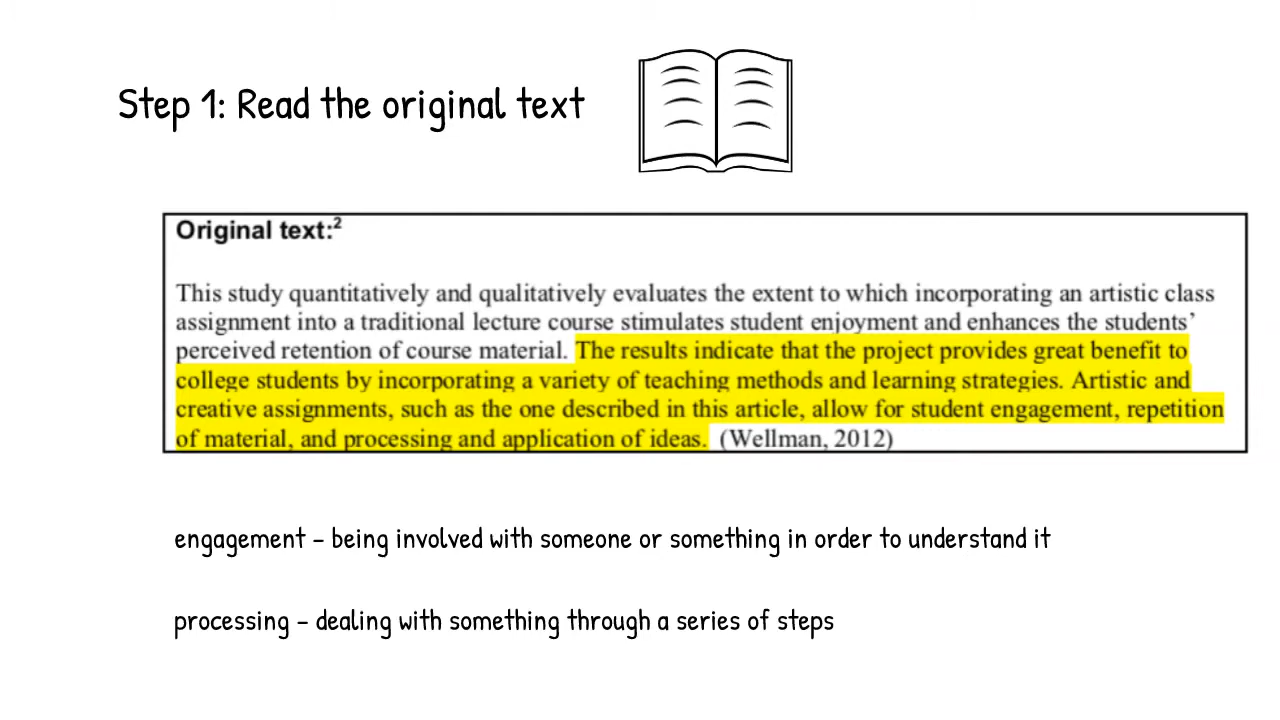 Step 1: Read the original text
Original text:2
This study quantitatively and qualitatively evaluates the extent to which incorporating an artistic class
assignment into a traditional lecture course stimulates student enjoyment and enhances the students'
perceived retention of course material. The results indicate that the project provides great benefit to
college students by incorporating a variety of teaching methods and learning strategies. Artistic and
creative assignments, such as the one described in this article, allow for student engagement, repetition
of material, and processing and application of ideas. (Wellman, 2012)
engagement – being involved with someone or something in order to understand it
processing – dealing with something through a series of steps